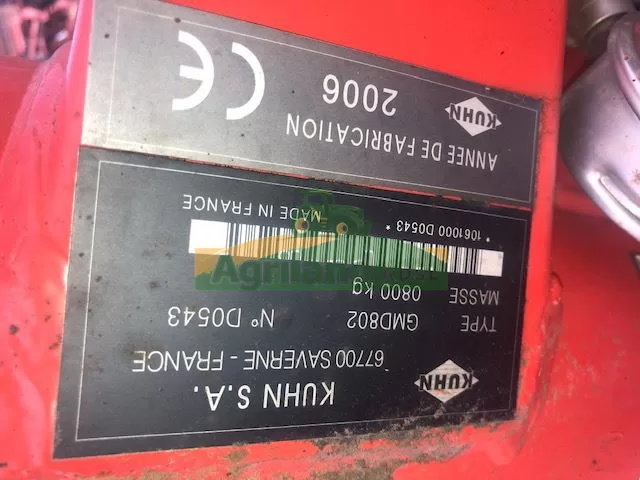 KUHN
KUHN S.A.
67700 SAVERNE - FRANCE
TYPE GMD802 N° D0543
MASSE 0800 kg
*1061000 D0543*
MADE IN FRANCE
ANNÉE DE FABRICATION
KUHN 2006 CE